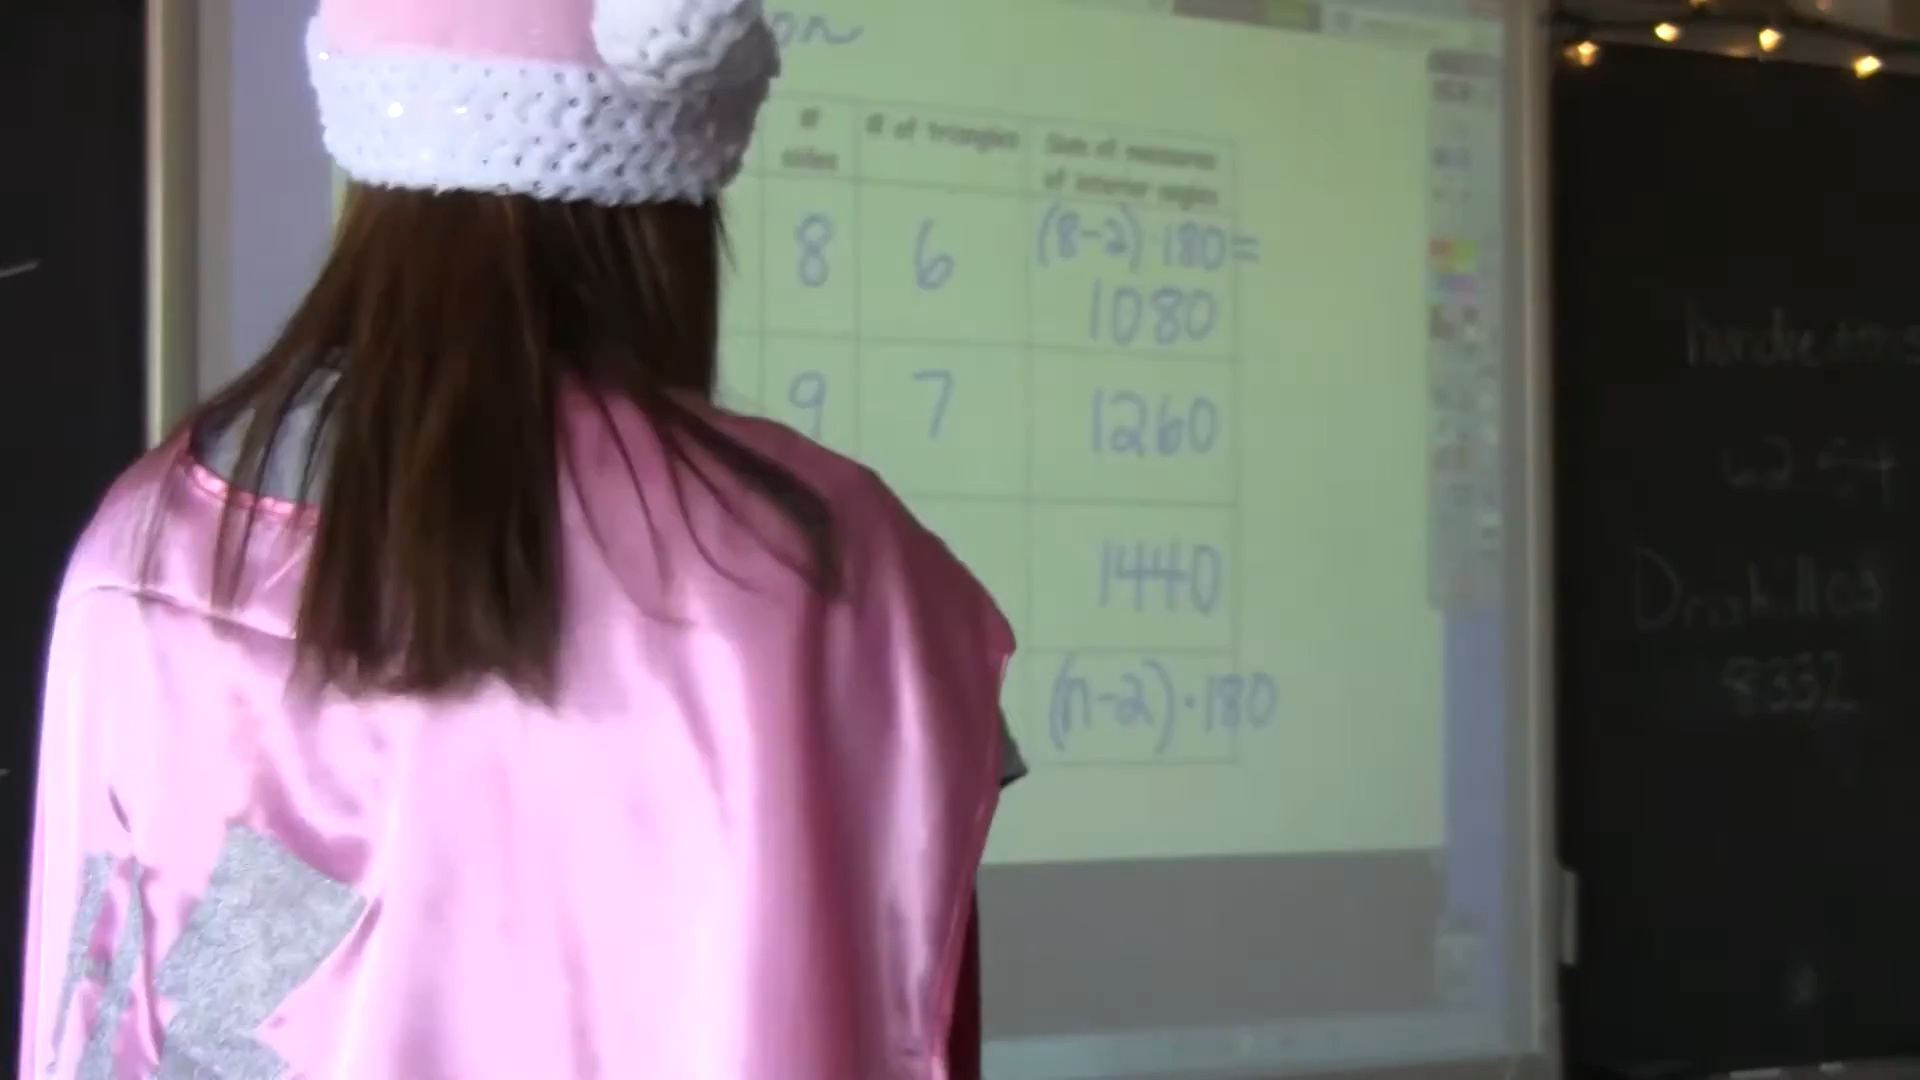 on
# sides
# of triangles
Sum of measures
of interior angles
8
6
(8-2)·180=
1080
9
7
1260
1440
(n-2)·180
8332